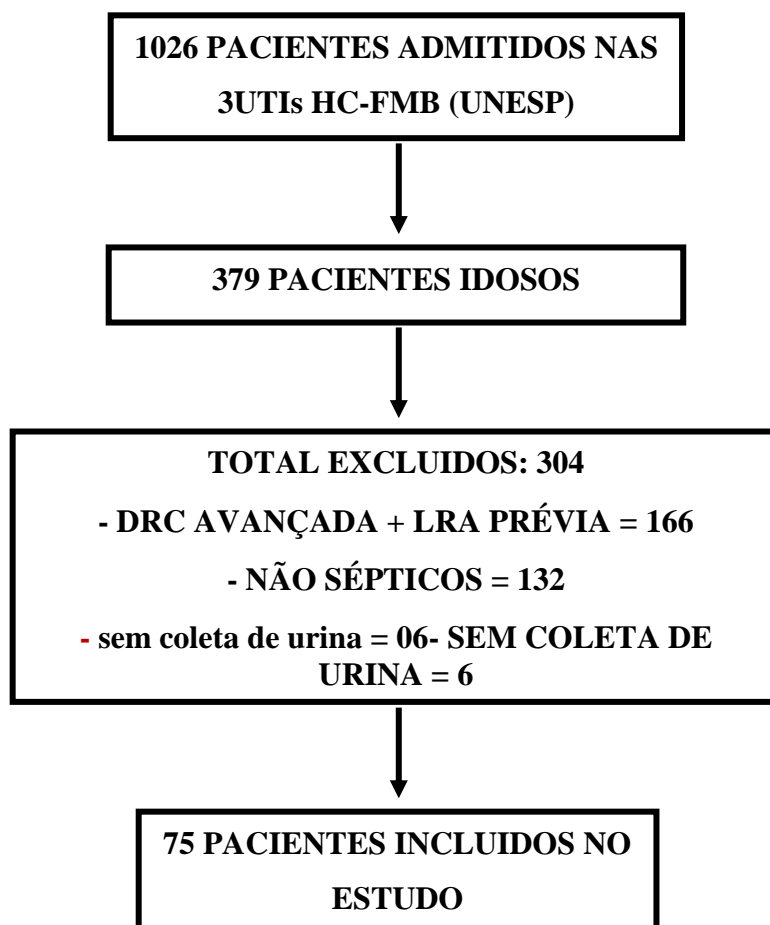 1026 PACIENTES ADMITIDOS NAS
3UTIs HC-FMB (UNESP)
379 PACIENTES IDOSOS
TOTAL EXCLUIDOS: 304
- DRC AVANÇADA + LRA PRÉVIA = 166
- NÃO SÉPTICOS = 132
- sem coleta de urina = 06- SEM COLETA DE
URINA = 6
75 PACIENTES INCLUIDOS NO
ESTUDO